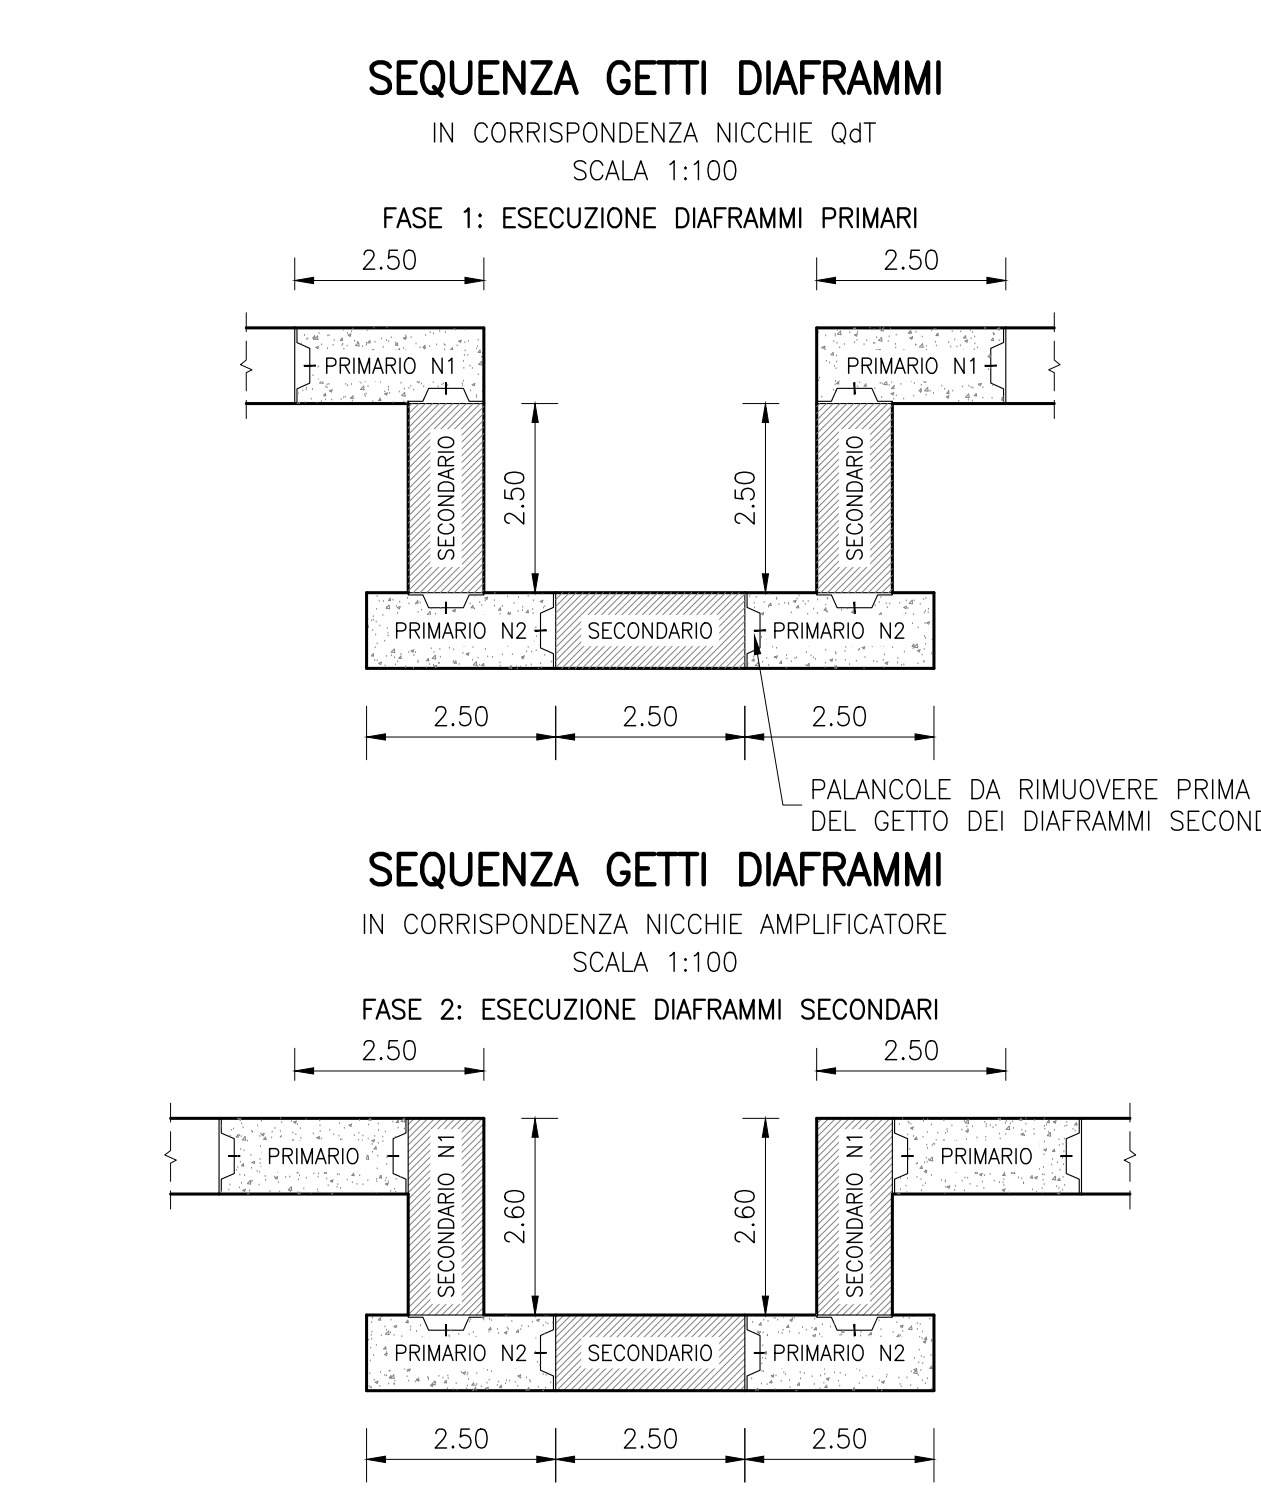 SEQUENZA GETTI DIAFRAMMI
IN CORRISPONDENZA NICCHIE QdT
SCALA 1:100
FASE 1: ESECUZIONE DIAFRAMMI PRIMARI
2.50 2.50
PRIMARIO N1 PRIMARIO N1
SECONDARIO 2.50 2.50 SECONDARIO
PRIMARIO N2 SECONDARIO PRIMARIO N2
2.50 2.50 2.50
PALANCOLE DA RIMUOVERE PRIMA
DEL GETTO DEI DIAFRAMMI SECOND
SEQUENZA GETTI DIAFRAMMI
IN CORRISPONDENZA NICCHIE AMPLIFICATORE
SCALA 1:100
FASE 2: ESECUZIONE DIAFRAMMI SECONDARI
2.50 2.50
PRIMARIO SECONDARIO N1 2.60 2.60 SECONDARIO N1 PRIMARIO
PRIMARIO N2 SECONDARIO PRIMARIO N2
2.50 2.50 2.50